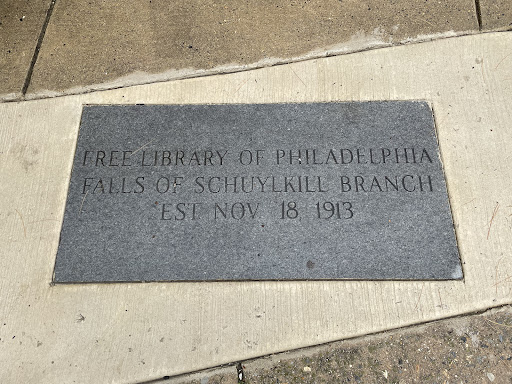 FREE LIBRARY OF PHILADELPHIA
FALLS OF SCHUYLKILL BRANCH
EST NOV. 18, 1913